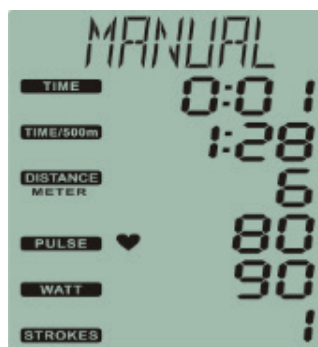 MANUAL
TIME 0:01
TIME/500m 1:28
DISTANCE 6
METER
PULSE 80
WATT 90
STROKES 1